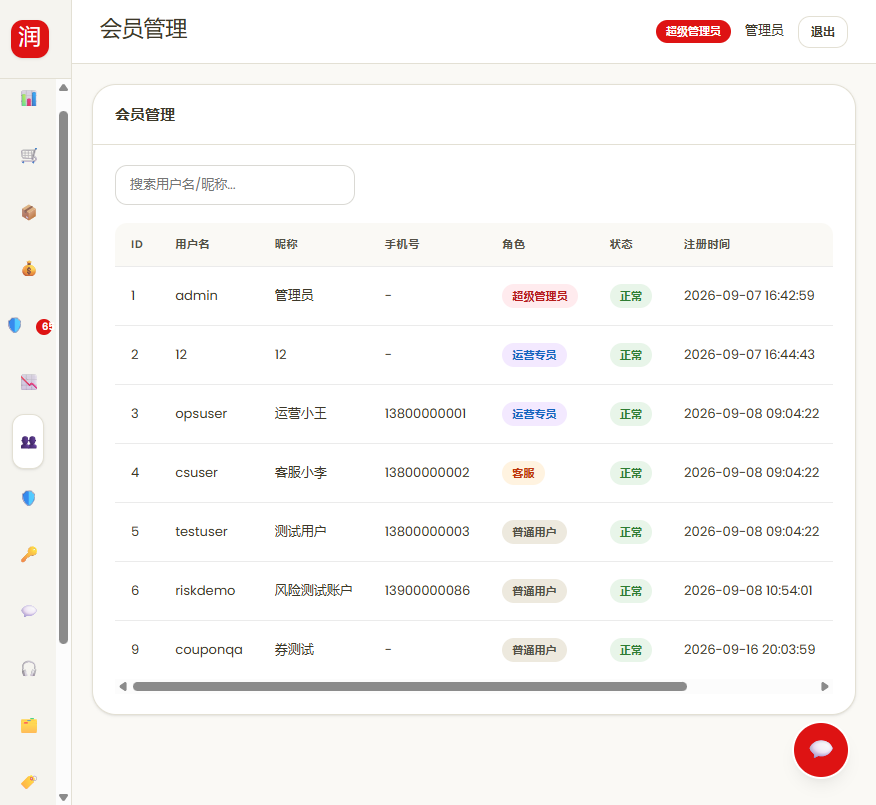 润
会员管理
超级管理员
管理员
退出
会员管理
搜索用户名/昵称...
ID 用户名 昵称 手机号 角色 状态 注册时间
1 admin 管理员 - 超级管理员 正常 2026-09-07 16:42:59
2 12 12 - 运营专员 正常 2026-09-07 16:44:43
3 opsuser 运营小王 13800000001 运营专员 正常 2026-09-08 09:04:22
4 csuser 客服小李 13800000002 客服 正常 2026-09-08 09:04:22
5 testuser 测试用户 13800000003 普通用户 正常 2026-09-08 09:04:22
6 riskdemo 风险测试账户 13900000086 普通用户 正常 2026-09-08 10:54:01
9 couponqa 券测试 - 普通用户 正常 2026-09-16 20:03:59